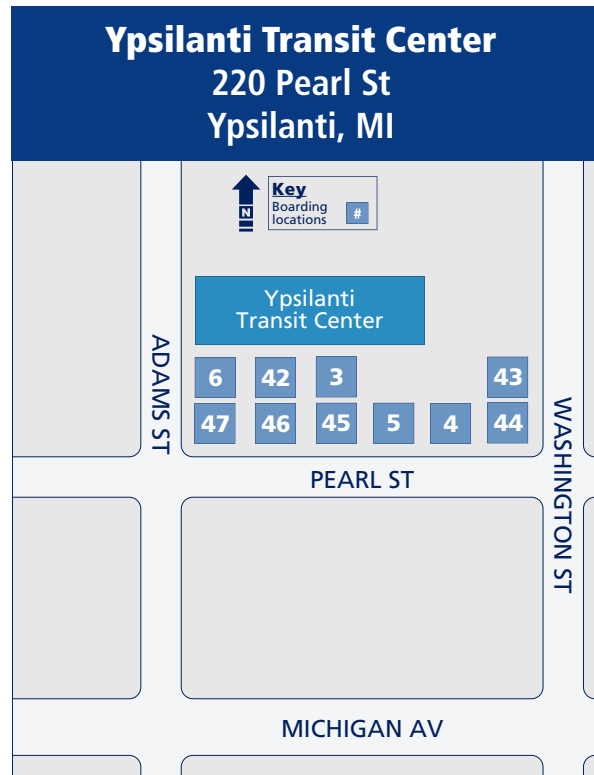 Ypsilanti Transit Center
220 Pearl St
Ypsilanti, MI
N
Key
Boarding
locations
#
Ypsilanti
Transit Center
ADAMS ST
6 42 3 43
47 46 45 5 4 44
WASHINGTON ST
PEARL ST
MICHIGAN AV